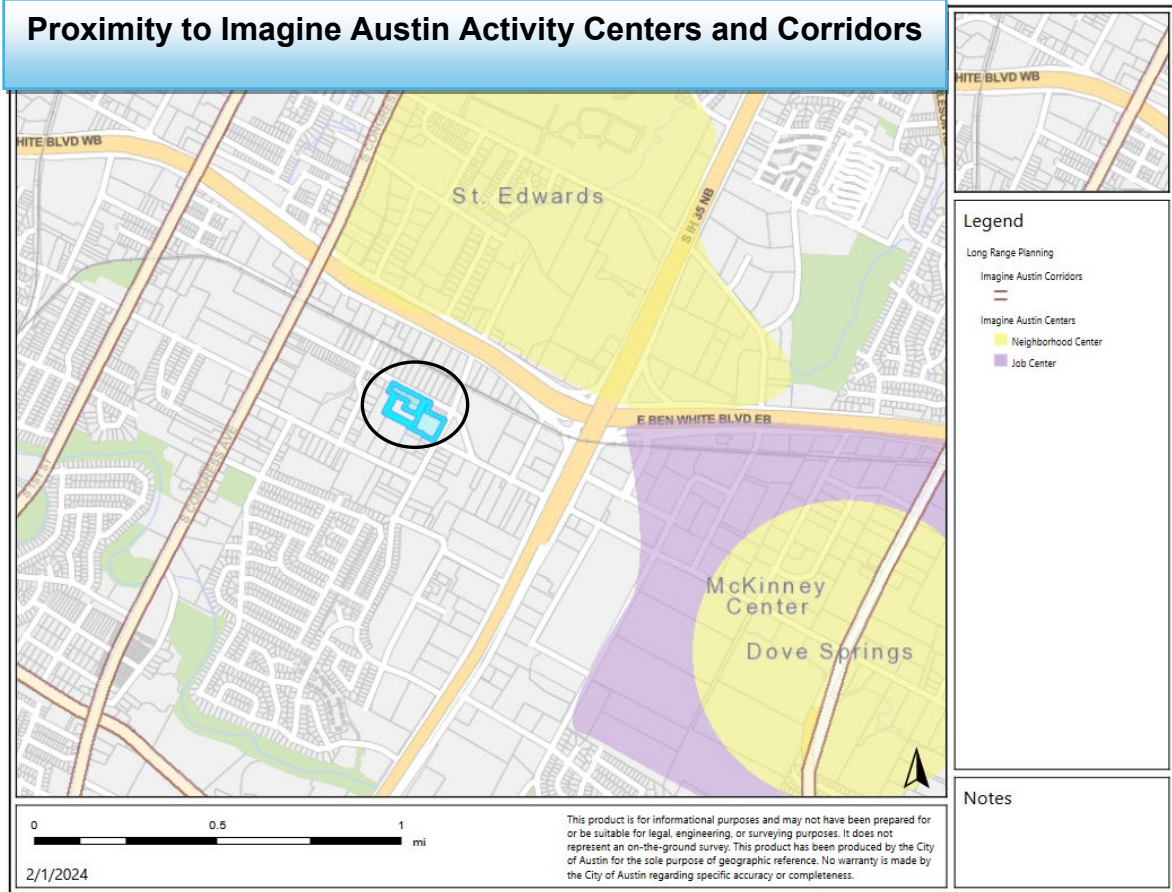 Proximity to Imagine Austin Activity Centers and Corridors
HITE BLVD WB
S CONGRESS
St. Edwards
S IH 35 NB
E BEN WHITE BLVD EB
S 1ST ST
S CONGRESS AVE
McKinney
Center
Dove Springs
HITE BLVD WB
Legend
Long Range Planning
Imagine Austin Corridors
Imagine Austin Centers
Neighborhood Center
Job Center
Notes
0 0.5 1
mi
2/1/2024
This product is for informational purposes and may not have been prepared for
or be suitable for legal, engineering, or surveying purposes. It does not
represent an on-the-ground survey. This product has been produced by the City
of Austin for the sole purpose of geographic reference. No warranty is made by
the City of Austin regarding specific accuracy or completeness.